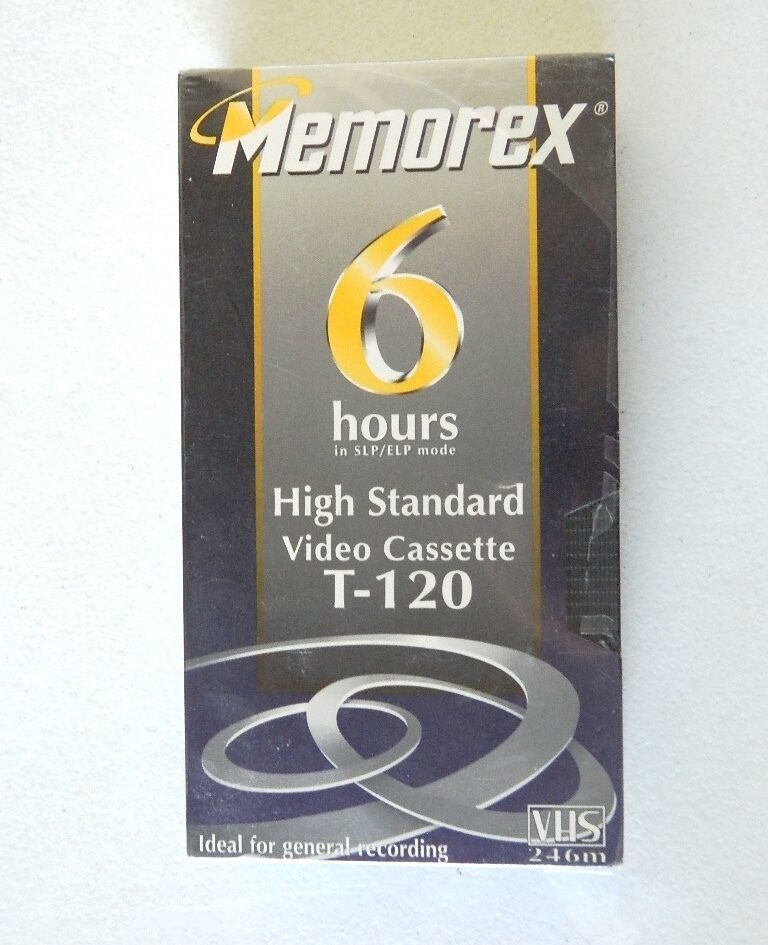 Memorex®
6
hours
in SLP/ELP mode
High Standard
Video Cassette
T-120
VHS
Ideal for general recording
246m